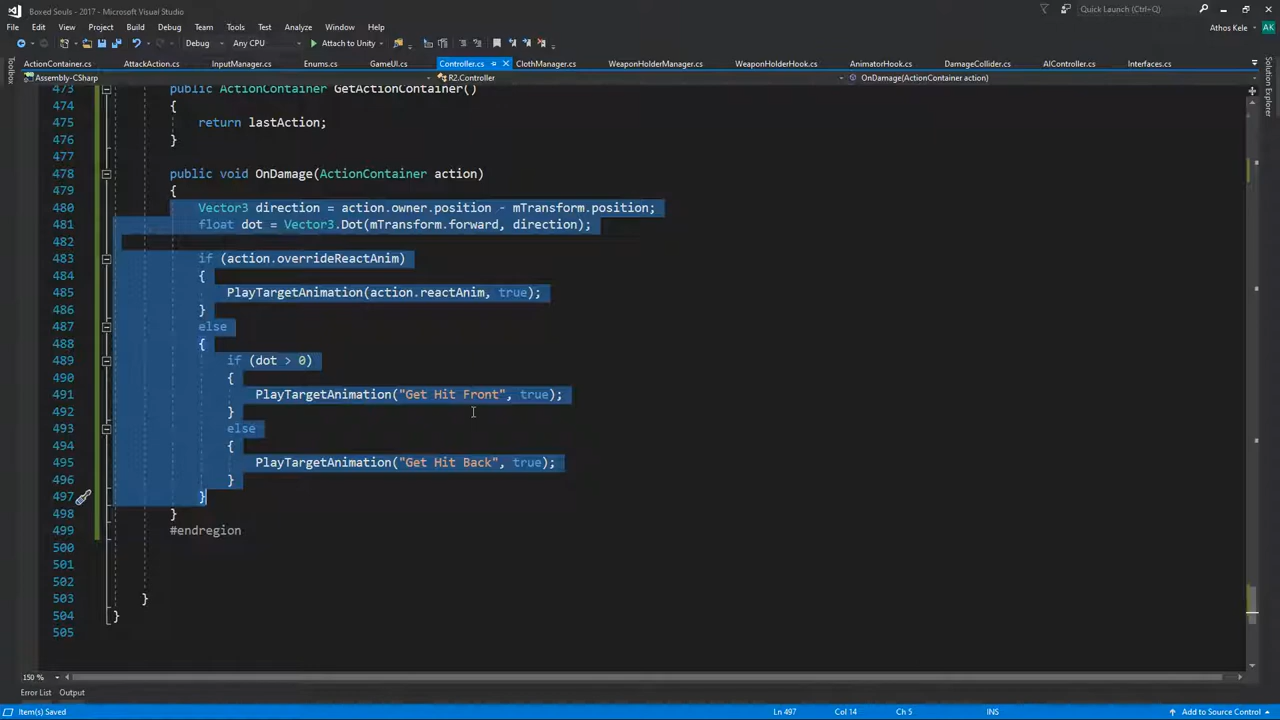 Boxed Souls - 2017 - Microsoft Visual Studio
Quick Launch (Ctrl+Q)
File Edit View Project Build Debug Team Tools Test Analyze Window Help
Athos Kele AK
Debug Any CPU Attach to Unity
ActionContainer.cs AttackAction.cs InputManager.cs Enums.cs GameUI.cs Controller.cs ClothManager.cs WeaponHolderManager.cs WeaponHolderHook.cs AnimatorHook.cs DamageCollider.cs AIController.cs Interfaces.cs
Assembly-CSharp R2.Controller OnDamage(ActionContainer action)
Toolbox
Solution Explorer
473 public ActionContainer GetActionContainer()
474 {
475 return lastAction;
476 }
477
478 public void OnDamage(ActionContainer action)
479 {
480 Vector3 direction = action.owner.position - mTransform.position;
481 float dot = Vector3.Dot(mTransform.forward, direction);
482
483 if (action.overrideReactAnim)
484 {
485 PlayTargetAnimation(action.reactAnim, true);
486 }
487 else
488 {
489 if (dot > 0)
490 {
491 PlayTargetAnimation("Get Hit Front", true);
492 }
493 else
494 {
495 PlayTargetAnimation("Get Hit Back", true);
496 }
497 }
498 }
499 #endregion
500
501
502
503 }
504 }
505
150 %
Error List Output
Item(s) Saved Ln 497 Col 14 Ch 5 INS Add to Source Control